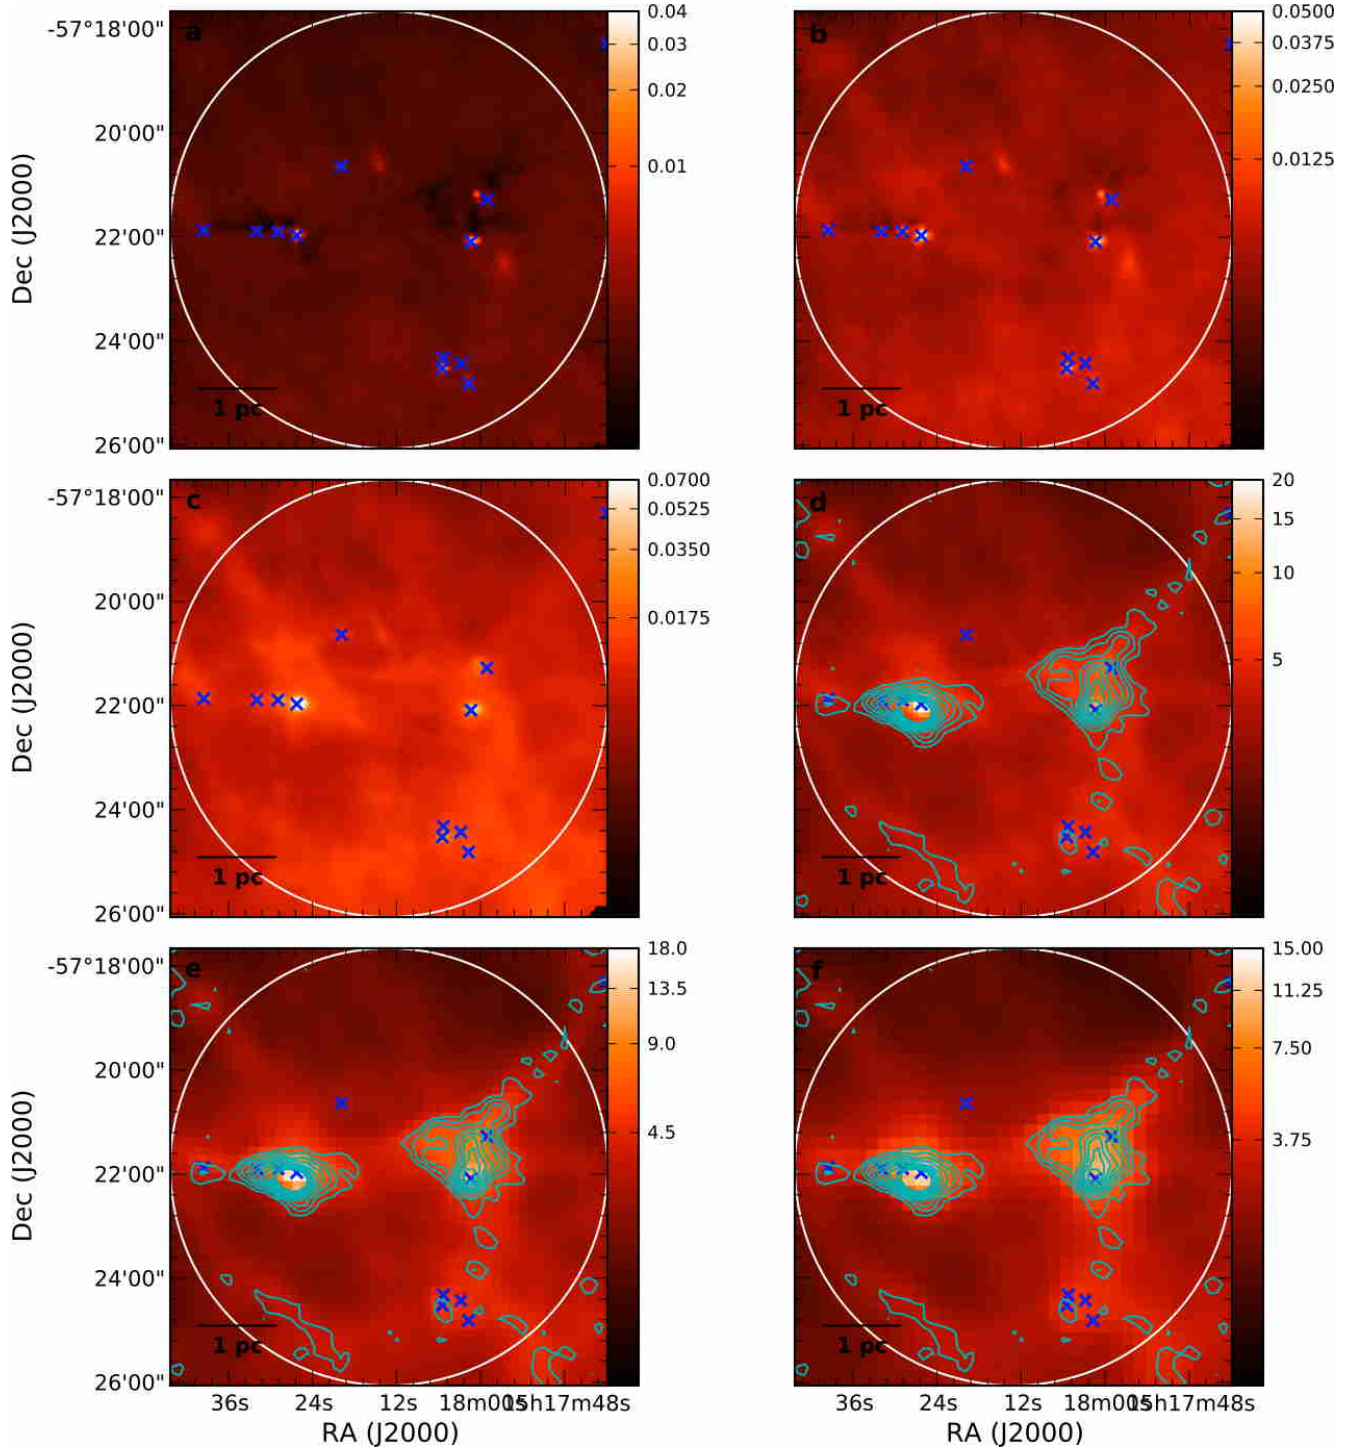 a
-57°18'00"
20'00"
22'00"
24'00"
26'00"
Dec (J2000)
1 pc
0.04
0.03
0.02
0.01
b
1 pc
0.0500
0.0375
0.0250
0.0125
c
-57°18'00"
20'00"
22'00"
24'00"
26'00"
Dec (J2000)
1 pc
0.0700
0.0525
0.0350
0.0175
d
1 pc
20
15
10
5
e
-57°18'00"
20'00"
22'00"
24'00"
26'00"
Dec (J2000)
1 pc
18.0
13.5
9.0
4.5
36s 24s 12s 18m00s 15h17m48s
RA (J2000)
f
1 pc
15.00
11.25
7.50
3.75
36s 24s 12s 18m00s 15h17m48s
RA (J2000)